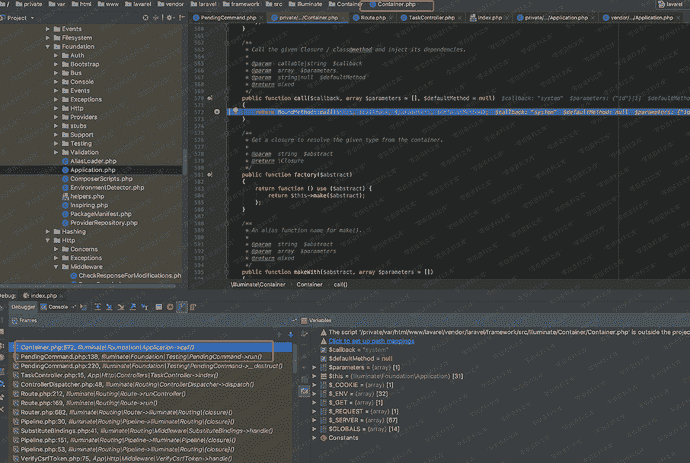 / private var www lavarel vendor laravel framework src Illuminate Container Container.php lavarel
Application.php
PendingCommand.php private/.../Container.php Route.php TaskController.php index.php private/.../Application.php vendor/.../Application.php
Events
Filesystem
Foundation
Auth
Bootstrap
Bus
Console
Events
Exceptions
Http
Providers
stubs
Support
Testing
Validation
AliasLoader.php
Application.php
ComposerScripts.php
EnvironmentDetector.php
helpers.php
Inspiring.php
PackageManifest.php
ProviderRepository.php
Hashing
Http
Concerns
Exceptions
Middleware
CheckResponseForModifications.ph
/**
* Call the given Closure / class@method and inject its dependencies.
*
* @param callable|string $callback
* @param array $parameters
* @param string|null $defaultMethod
* @return mixed
*/
public function call($callback, array $parameters = [], $defaultMethod = null) $callback: "system" $parameters: {"id"}[1]
{
return BoundMethod::call($this, $callback, $parameters, $defaultMethod); $callback: "system" $defaultMethod: null $parameters: {"id"
}
/**
* Get a closure to resolve the given type from the container.
*
* @param string $abstract
* @return \Closure
*/
public function factory($abstract)
{
return function () use ($abstract) {
return $this->make($abstract);
};
}
/**
* An alias function name for make().
*
* @param string $abstract
* @param array $parameters
* @return mixed
*/
public function makeWith($abstract, array $parameters = [])
\Illuminate\Container Container call()
Debug: index.php
Debugger Console
Frames
Container.php:572, Illuminate\Foundation\Application->call()
PendingCommand.php:138, Illuminate\Foundation\Testing\PendingCommand->run()
PendingCommand.php:220, Illuminate\Foundation\Testing\PendingCommand->__destruct()
TaskController.php:15, App\Http\Controllers\TaskController->index()
ControllerDispatcher.php:48, Illuminate\Routing\ControllerDispatcher->dispatch()
Route.php:212, Illuminate\Routing\Route->runController()
Route.php:169, Illuminate\Routing\Route->run()
Router.php:682, Illuminate\Routing\Router->Illuminate\Routing\{closure}()
Pipeline.php:30, Illuminate\Routing\Pipeline->Illuminate\Routing\{closure}()
SubstituteBindings.php:41, Illuminate\Routing\Middleware\SubstituteBindings->handle()
Pipeline.php:151, Illuminate\Routing\Pipeline->Illuminate\Pipeline\{closure}()
Pipeline.php:53, Illuminate\Routing\Pipeline->Illuminate\Routing\{closure}()
VerifyCsrfToken.php:75, App\Http\Middleware\VerifyCsrfToken->handle()
Variables
The script '/private/var/html/www/lavarel/vendor/laravel/framework/src/Illuminate/Container/Container.php' is outside the projec
Click to set up path mappings
$callback = "system"
$defaultMethod = null
$parameters = {array} [1]
$this = {Illuminate\Foundation\Application} [31]
$_COOKIE = {array} [1]
$_ENV = {array} [32]
$_GET = {array} [1]
$_REQUEST = {array} [1]
$_SERVER = {array} [67]
$GLOBALS = {array} [14]
Constants